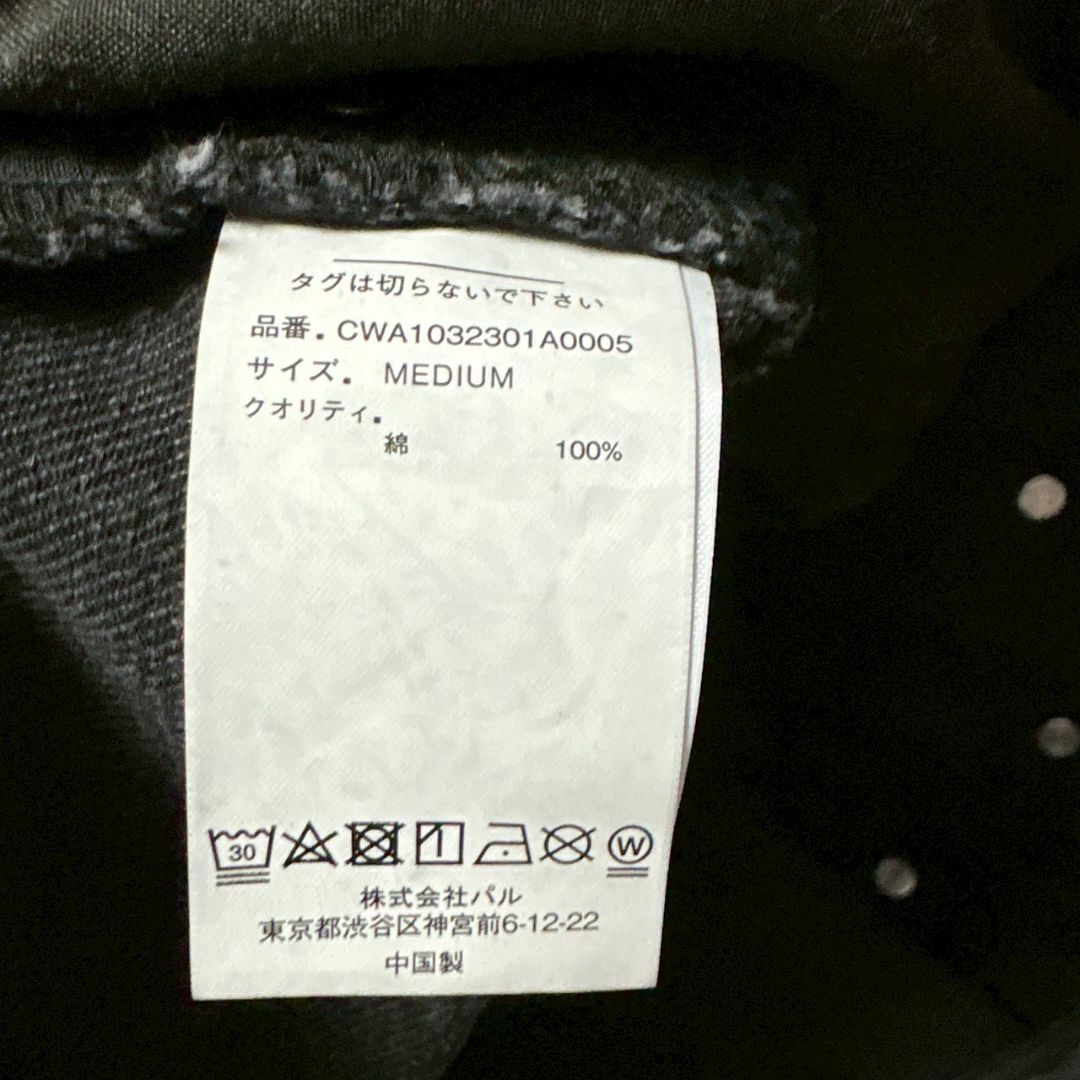 タグは切らないで下さい
品番. CWA1032301A0005
サイズ. MEDIUM
クオリティ.
綿 100%
30 W
株式会社パル
東京都渋谷区神宮前6-12-22
中国製